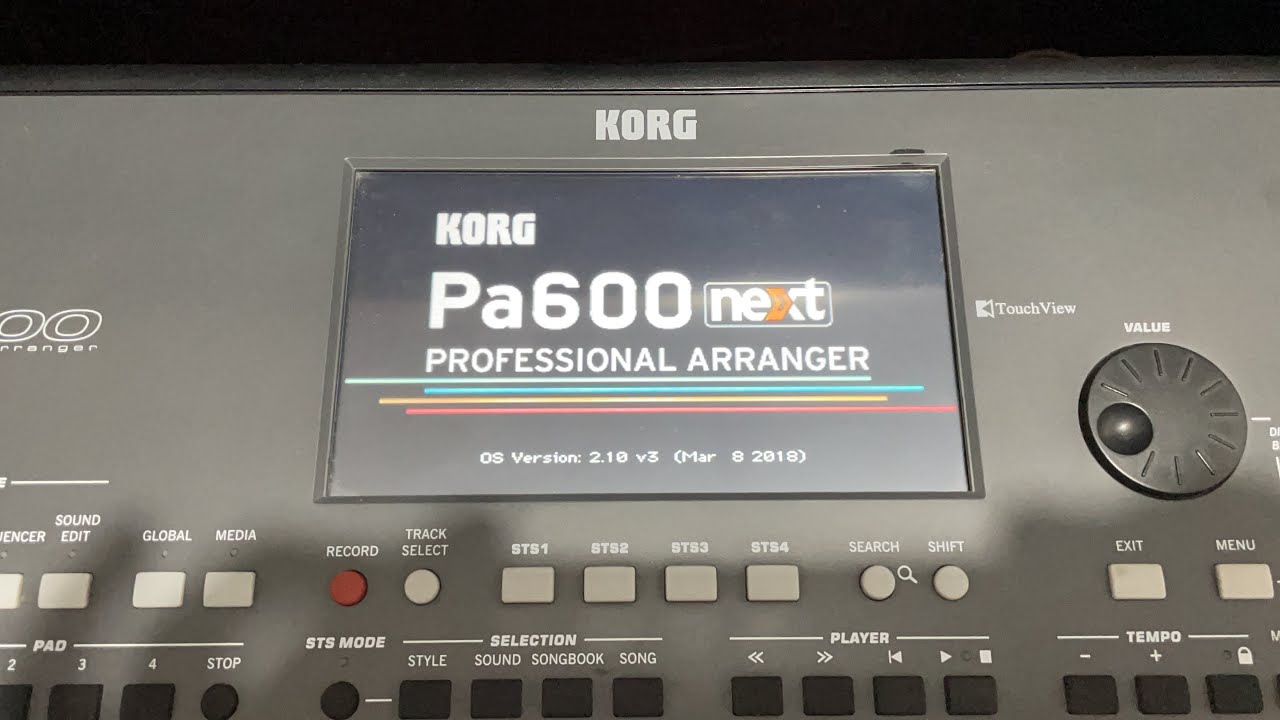 KORG
KORG
Pa600 next
PROFESSIONAL ARRANGER
OS Version: 2.10 v3 (Mar 8 2018)
TouchView
VALUE
SOUND
EDIT
GLOBAL
MEDIA
RECORD
TRACK
SELECT
STS1
STS2
STS3
STS4
SEARCH
SHIFT
EXIT
MENU
PAD
2
3
4
STOP
STS MODE
SELECTION
STYLE
SOUND
SONGBOOK
SONG
PLAYER
TEMPO
-
+